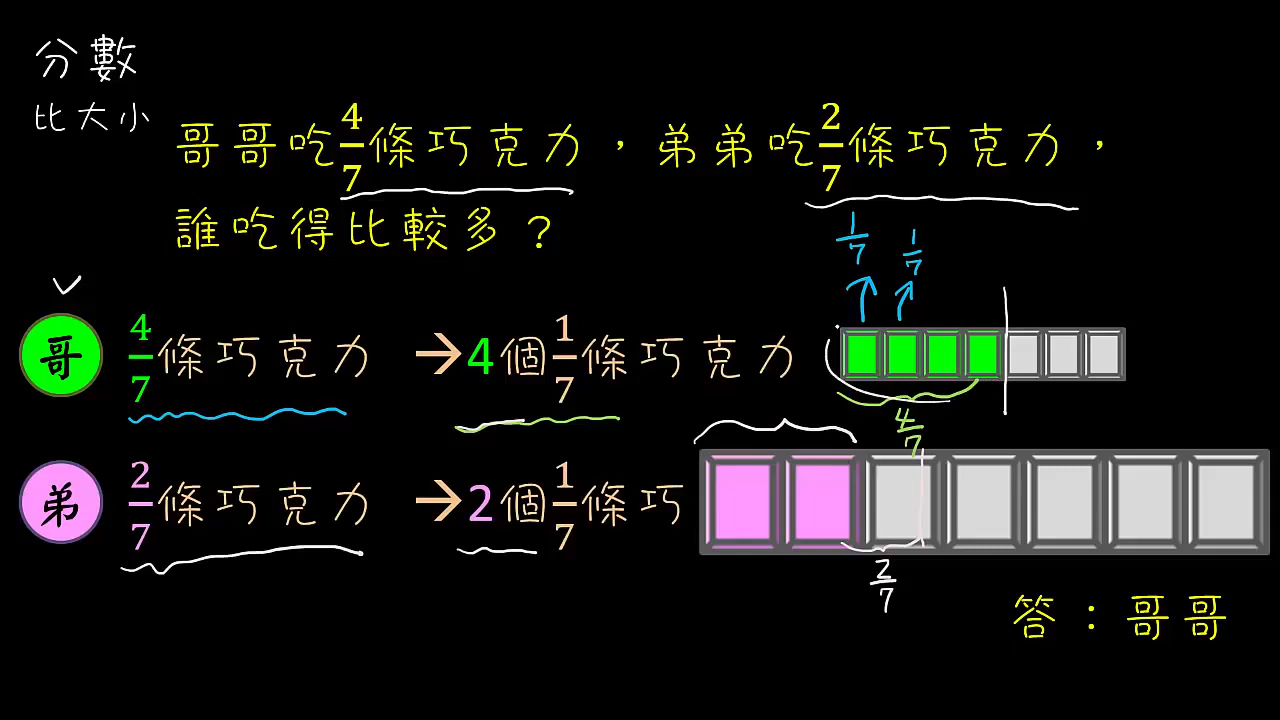 分數
比大小
哥哥吃4/7條巧克力，弟弟吃2/7條巧克力，
誰吃得比較多？
1/7 1/7
哥 4/7條巧克力 →4個1/7條巧克力
4/7
弟 2/7條巧克力 →2個1/7條巧
2/7
答：哥哥